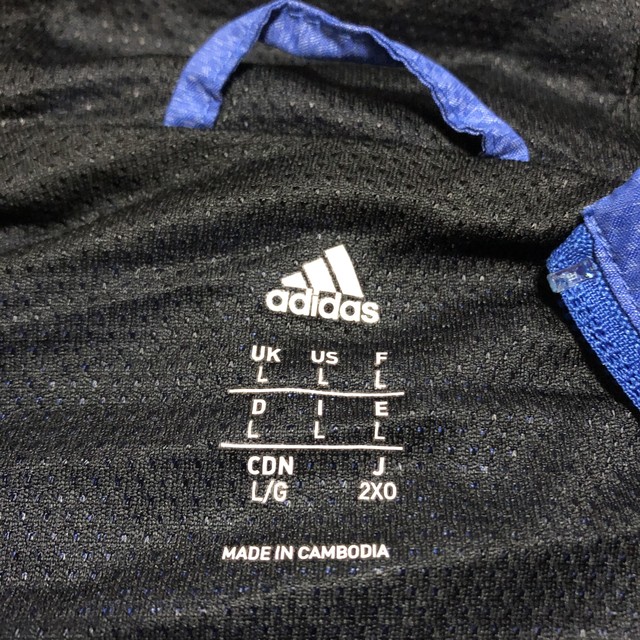 adidas
UK US F
L L L
D I E
L L L
CDN J
L/G 2XO
MADE IN CAMBODIA